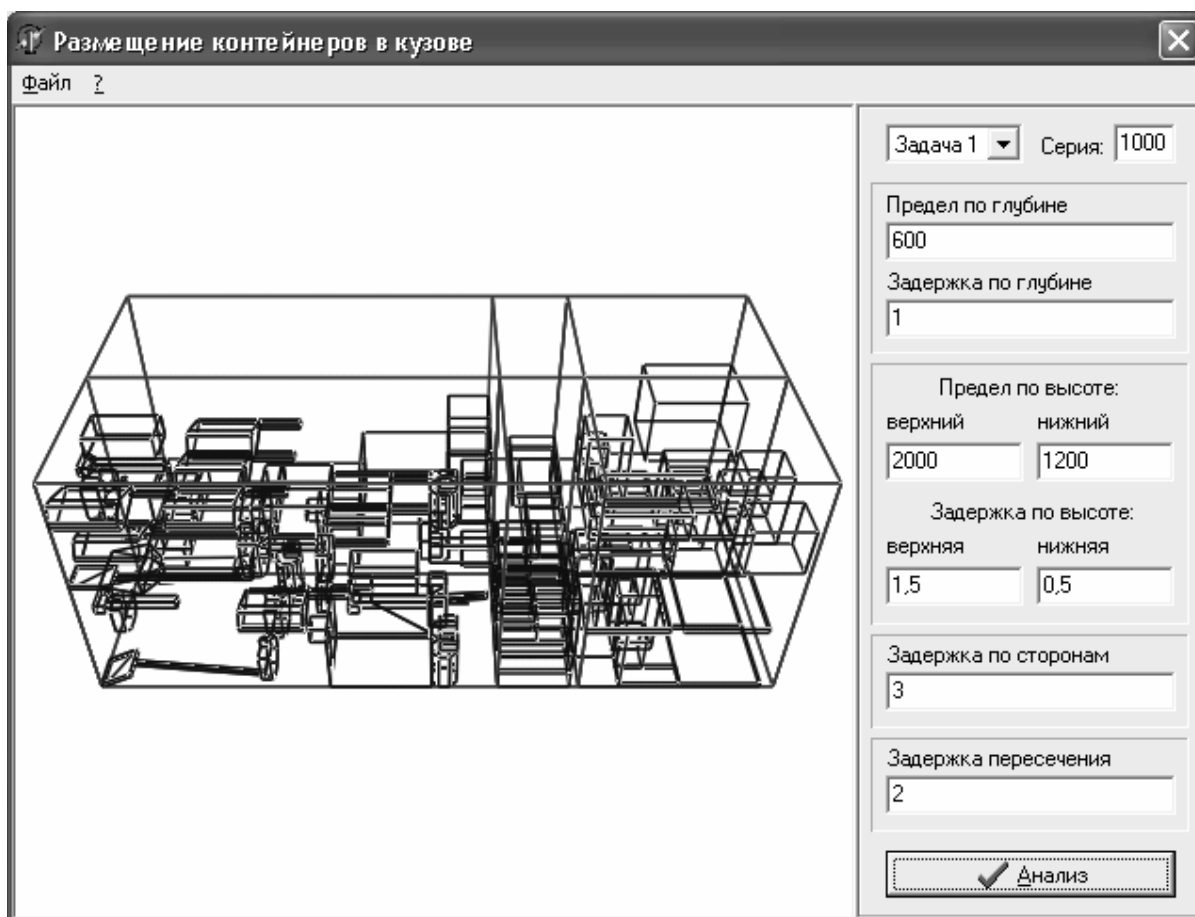 Размещение контейнеров в кузове
Файл ?
Задача 1 Серия: 1000
Предел по глубине
600
Задержка по глубине
1
Предел по высоте:
верхний нижний
2000 1200
Задержка по высоте:
верхняя нижняя
1,5 0,5
Задержка по сторонам
3
Задержка пересечения
2
Анализ